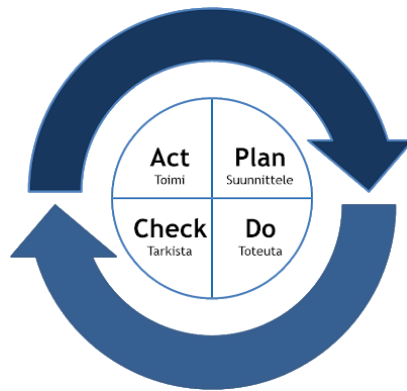 Act
Toimi
Plan
Suunnittele
Check
Tarkista
Do
Toteuta